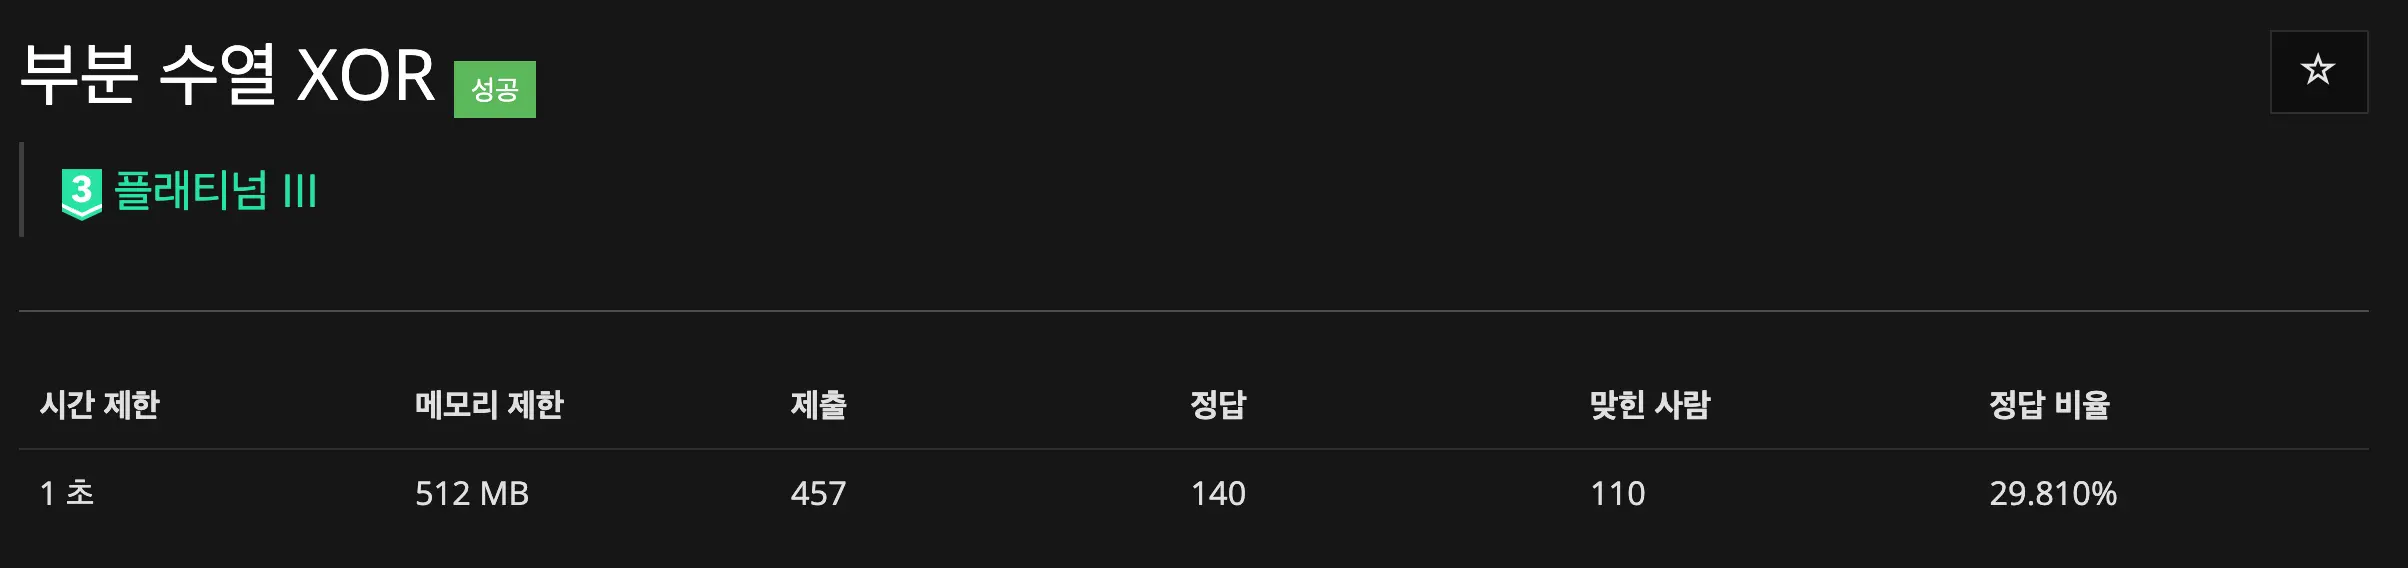 부분 수열 XOR 성공
3 플래티넘 III
시간 제한 메모리 제한 제출 정답 맞힌 사람 정답 비율
1 초 512 MB 457 140 110 29.810%